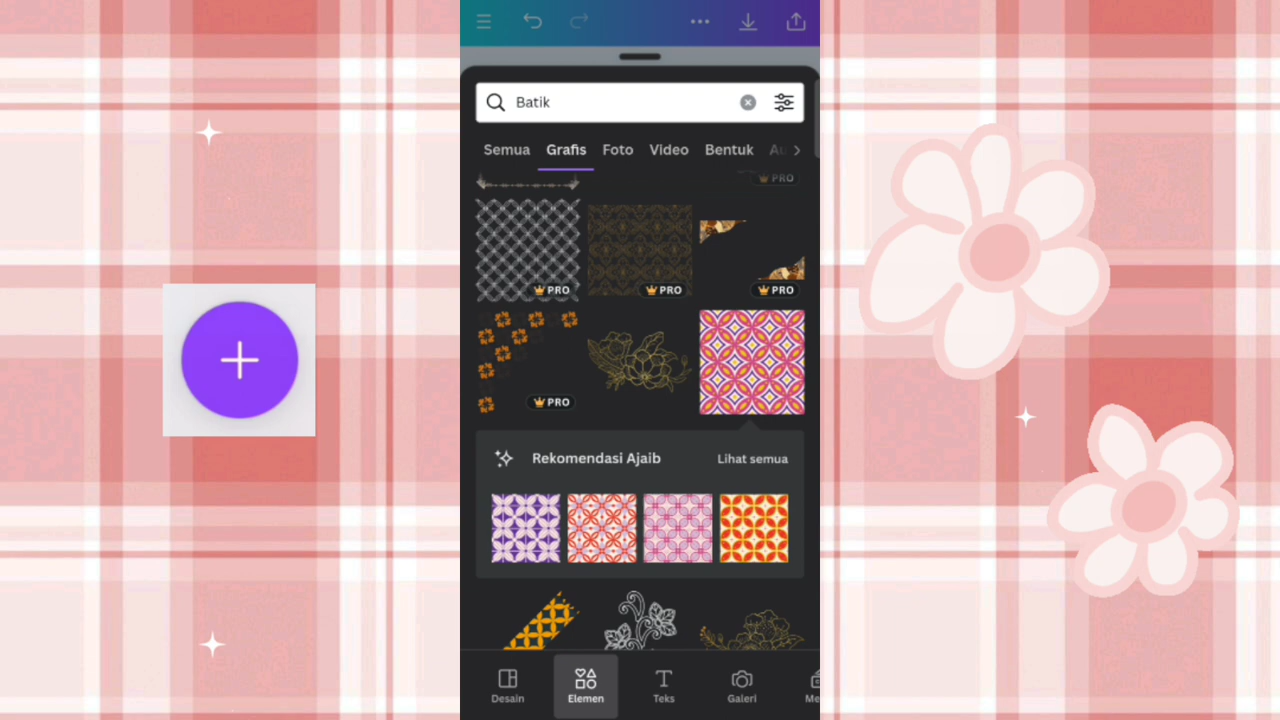 Batik
Semua Grafis Foto Video Bentuk
PRO
PRO PRO PRO
PRO
Rekomendasi Ajaib Lihat semua
Desain Elemen Teks Galeri